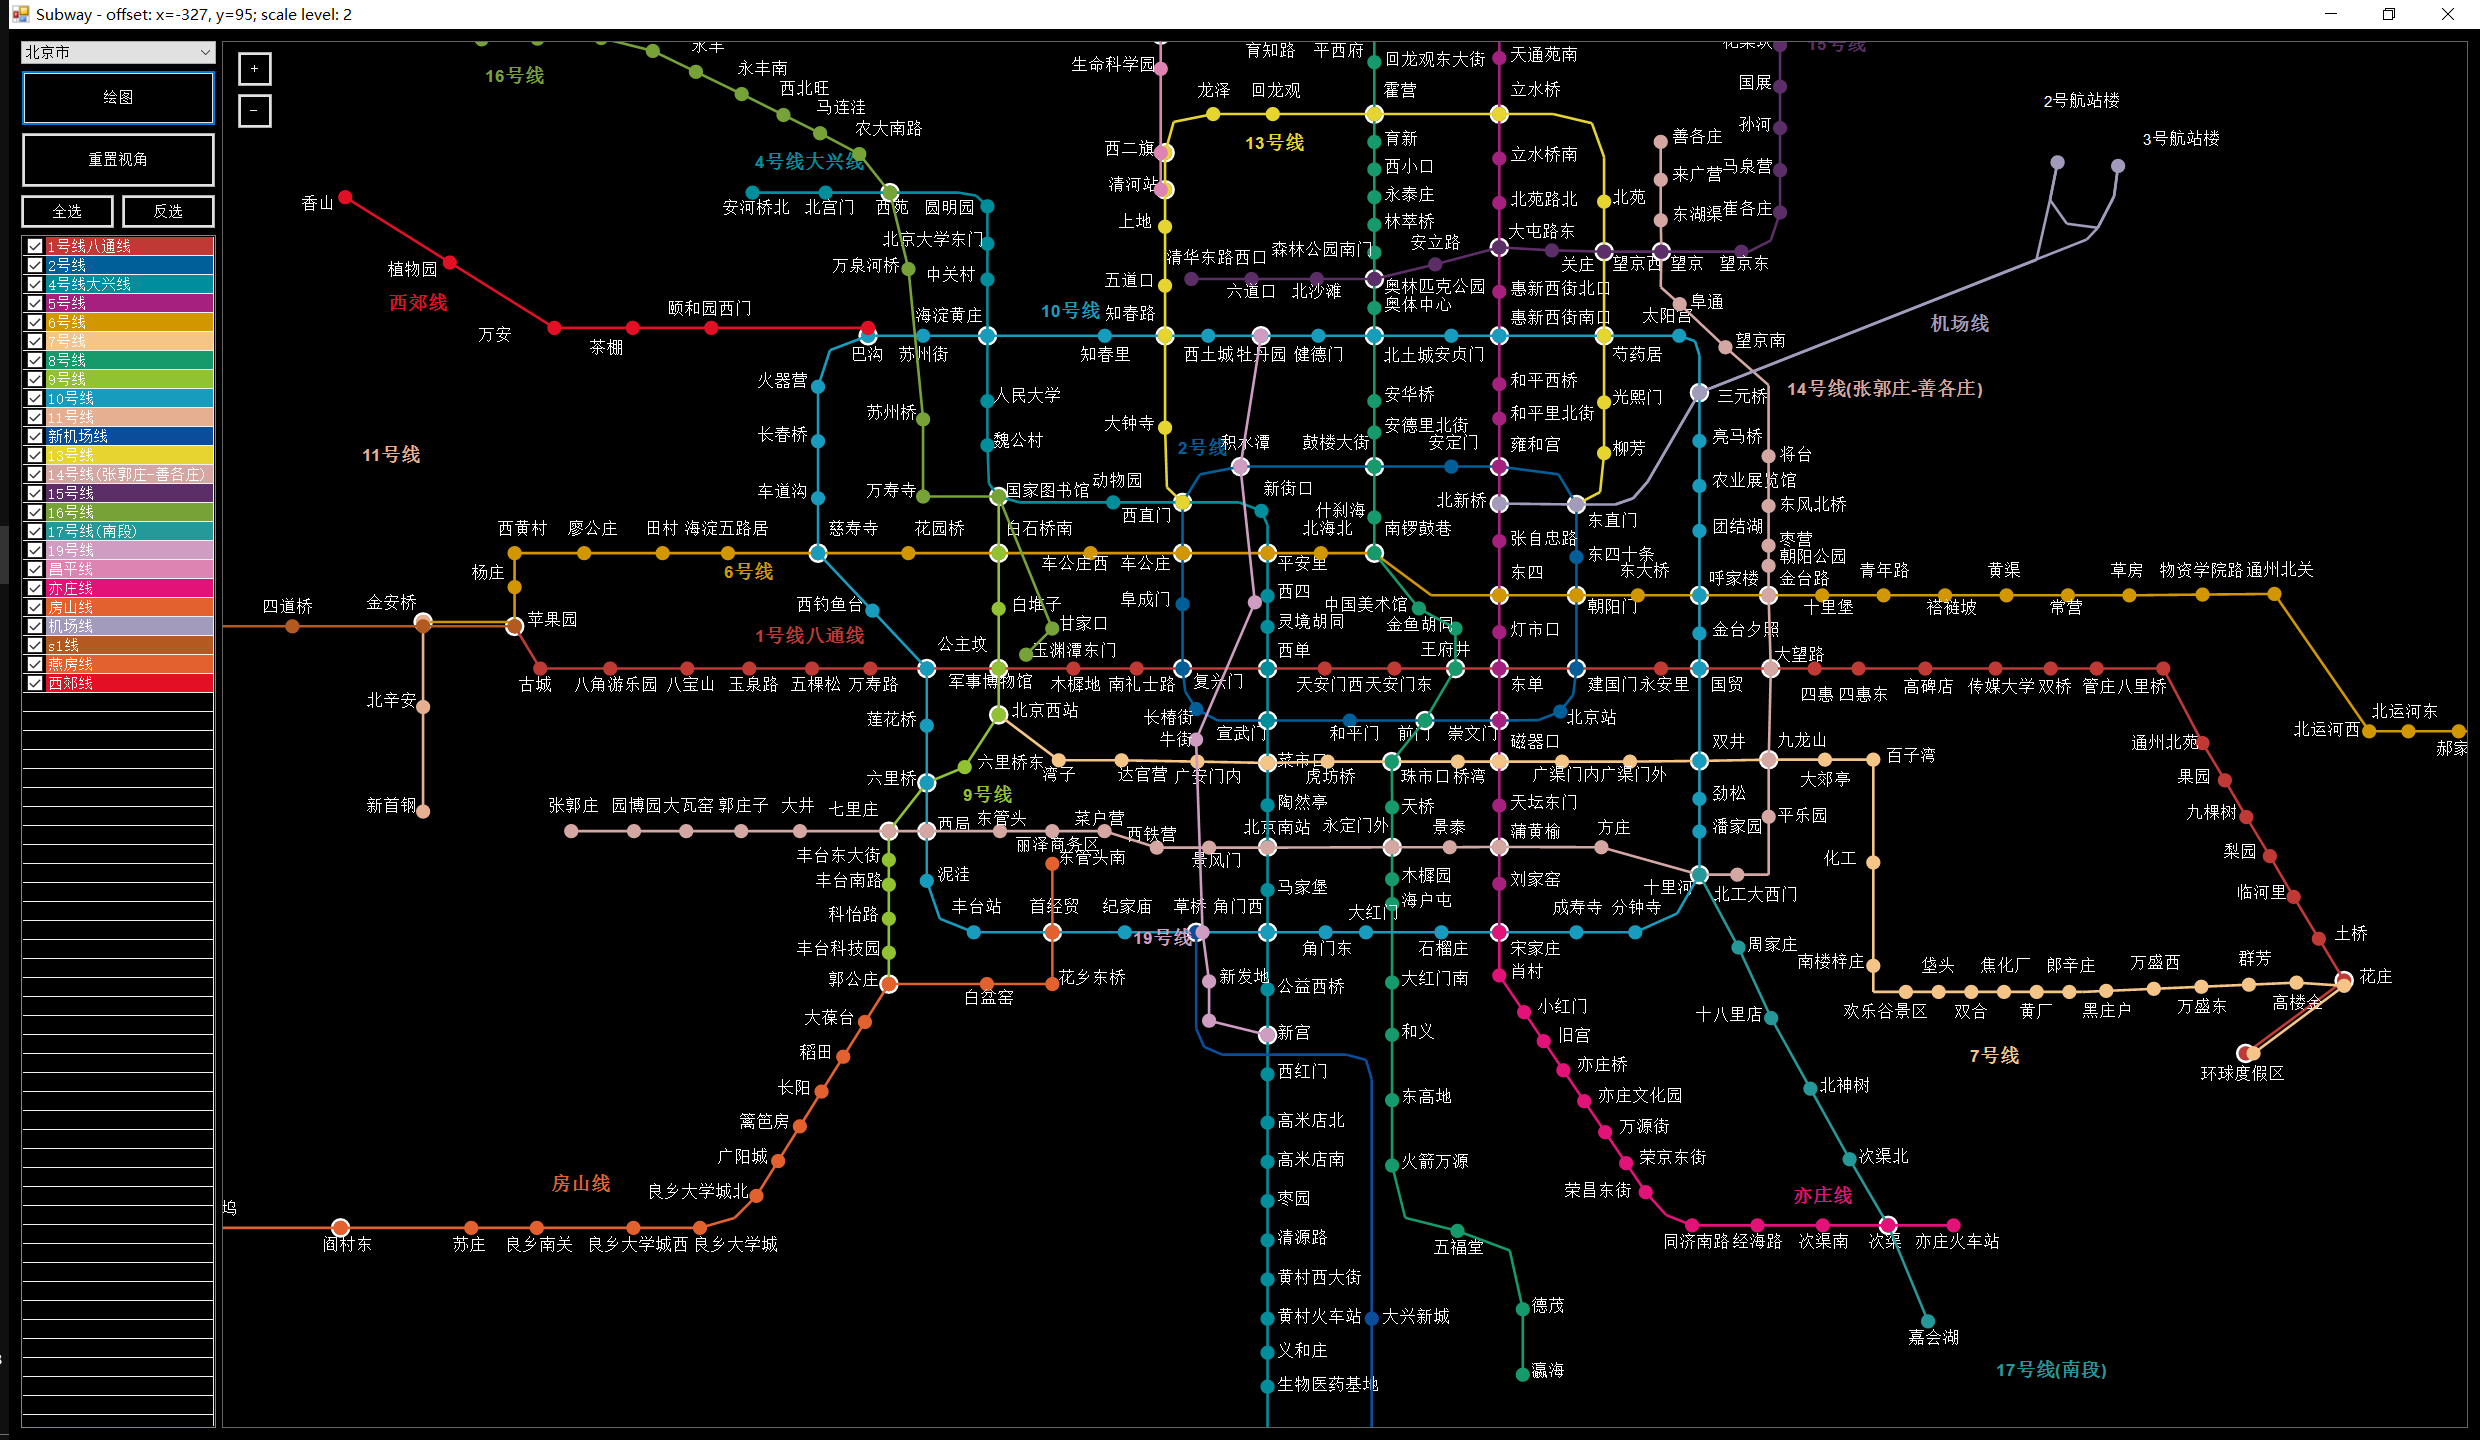 Subway - offset: x=-327, y=95; scale level: 2
北京市
绘图
重置视角
全选
反选
1号线八通线
2号线
4号线大兴线
5号线
6号线
7号线
8号线
9号线
10号线
11号线
新机场线
13号线
14号线(张郭庄-善各庄)
15号线
16号线
17号线(南段)
19号线
昌平线
亦庄线
房山线
机场线
s1线
燕房线
西郊线
+
-
16号线
永丰
永丰南
西北旺
马连洼
农大南路
生命科学园
育知路
平西府
回龙观东大街
天通苑南
15号线
国展
2号航站楼
龙泽
回龙观
霍营
立水桥
孙河
3号航站楼
13号线
西二旗
育新
善各庄
4号线大兴线
西小口
立水桥南
来广营
马泉营
清河站
永泰庄
香山
安河桥北
北宫门
西苑
圆明园
北苑路北
北苑
东湖渠
崔各庄
上地
林萃桥
北京大学东门
清华东路西口
森林公园南门
安立路
大屯路东
万泉河桥
中关村
关庄
望京西
望京
望京东
植物园
五道口
六道口
北沙滩
奥林匹克公园
惠新西街北口
西郊线
颐和园西门
海淀黄庄
10号线
知春路
奥体中心
惠新西街南口
太阳宫
阜通
机场线
万安
茶棚
巴沟
苏州街
知春里
西土城
牡丹园
健德门
北土城
安贞门
芍药居
望京南
火器营
人民大学
安华桥
和平西桥
光熙门
三元桥
14号线(张郭庄-善各庄)
苏州桥
大钟寺
安德里北街
和平里北街
长春桥
魏公村
2号线
积水潭
鼓楼大街
安定门
雍和宫
柳芳
亮马桥
将台
11号线
车道沟
万寿寺
国家图书馆
动物园
新街口
北新桥
农业展览馆
西直门
什刹海
东直门
东风北桥
西黄村
廖公庄
田村
海淀五路居
慈寿寺
花园桥
白石桥南
北海北
南锣鼓巷
团结湖
张自忠路
枣营
6号线
车公庄西
车公庄
平安里
东四十条
朝阳公园
杨庄
东四
东大桥
呼家楼
金台路
青年路
黄渠
草房
物资学院路
通州北关
四道桥
金安桥
西钓鱼台
白堆子
阜成门
西四
中国美术馆
朝阳门
十里堡
褡裢坡
常营
苹果园
1号线八通线
甘家口
灵境胡同
金鱼胡同
灯市口
金台夕照
公主坟
玉渊潭东门
西单
王府井
大望路
古城
八角游乐园
八宝山
玉泉路
五棵松
万寿路
军事博物馆
木樨地
南礼士路
复兴门
天安门西
天安门东
东单
建国门
永安里
国贸
四惠
四惠东
高碑店
传媒大学
双桥
管庄
八里桥
北辛安
莲花桥
北京西站
长椿街
宣武门
和平门
前门
崇文门
北京站
北运河西
北运河东
牛街
磁器口
双井
九龙山
百子湾
通州北苑
郝家
六里桥
六里桥东
湾子
达官营
广安门内
菜市口
虎坊桥
珠市口
桥湾
广渠门内
广渠门外
大郊亭
果园
新首钢
9号线
张郭庄
园博园
大瓦窑
郭庄子
大井
七里庄
西局
东管头
菜户营
陶然亭
天桥
天坛东门
劲松
平乐园
九棵树
西铁营
北京南站
永定门外
景泰
蒲黄榆
方庄
潘家园
丽泽商务区
东管头南
景风门
丰台东大街
化工
梨园
丰台南路
泥洼
马家堡
木樨园
刘家窑
十里河
北工大西门
临河里
科怡路
丰台站
首经贸
纪家庙
草桥
角门西
海户屯
大红门
成寿寺
分钟寺
19号线
丰台科技园
角门东
石榴庄
宋家庄
周家庄
土桥
郭公庄
花乡东桥
新发地
大红门南
肖村
南楼梓庄
垡头
焦化厂
郎辛庄
万盛西
群芳
花庄
白盆窑
公益西桥
大葆台
小红门
十八里店
欢乐谷景区
双合
黄厂
黑庄户
万盛东
高楼金
稻田
新宫
和义
旧宫
7号线
长阳
西红门
亦庄桥
北神树
环球度假区
篱笆房
高米店北
东高地
亦庄文化园
广阳城
高米店南
火箭万源
万源街
次渠北
房山线
良乡大学城北
枣园
荣京东街
荣昌东街
亦庄线
坞
阎村东
苏庄
良乡南关
良乡大学城西
良乡大学城
清源路
五福堂
同济南路
经海路
次渠南
次渠
亦庄火车站
黄村西大街
黄村火车站
大兴新城
德茂
嘉会湖
义和庄
瀛海
17号线(南段)
生物医药基地